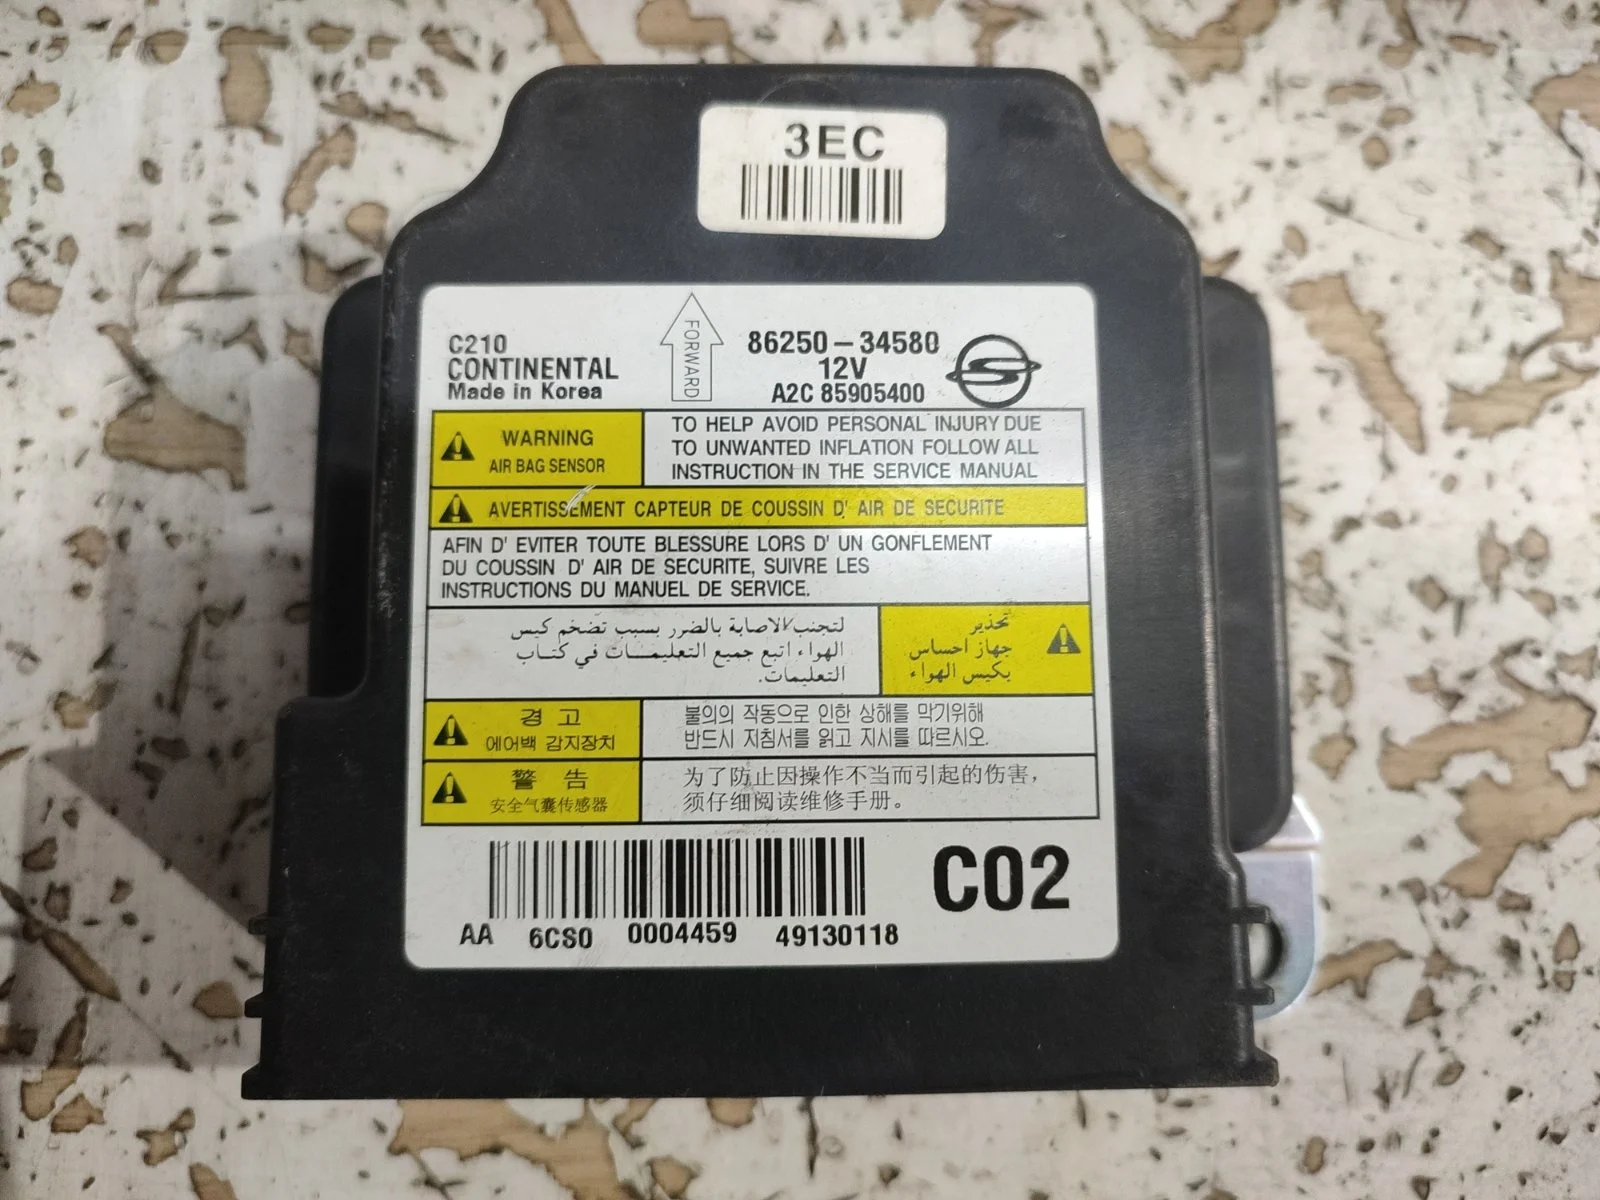 3EC
C210
CONTINENTAL
Made in Korea
FORWARD
86250-34580
12V
A2C 85905400
WARNING
AIR BAG SENSOR
TO HELP AVOID PERSONAL INJURY DUE
TO UNWANTED INFLATION FOLLOW ALL
INSTRUCTION IN THE SERVICE MANUAL
AVERTISSEMENT CAPTEUR DE COUSSIN D' AIR DE SECURITE
AFIN D' EVITER TOUTE BLESSURE LORS D' UN GONFLEMENT
DU COUSSIN D' AIR DE SECURITE, SUIVRE LES
INSTRUCTIONS DU MANUEL DE SERVICE.
تحذير
جهاز احساس
بكيس الهواء
لتجنب الاصابة بالضرر بسبب تضخم كيس
الهواء اتبع جميع التعليمات في كتاب
التعليمات.
경 고
에어백 감지장치
불의의 작동으로 인한 상해를 막기위해
반드시 지침서를 읽고 지시를 따르시오.
警 告
安全气囊传感器
为了防止因操作不当而引起的伤害，
须仔细阅读维修手册。
C02
AA 6CS0 0004459 49130118